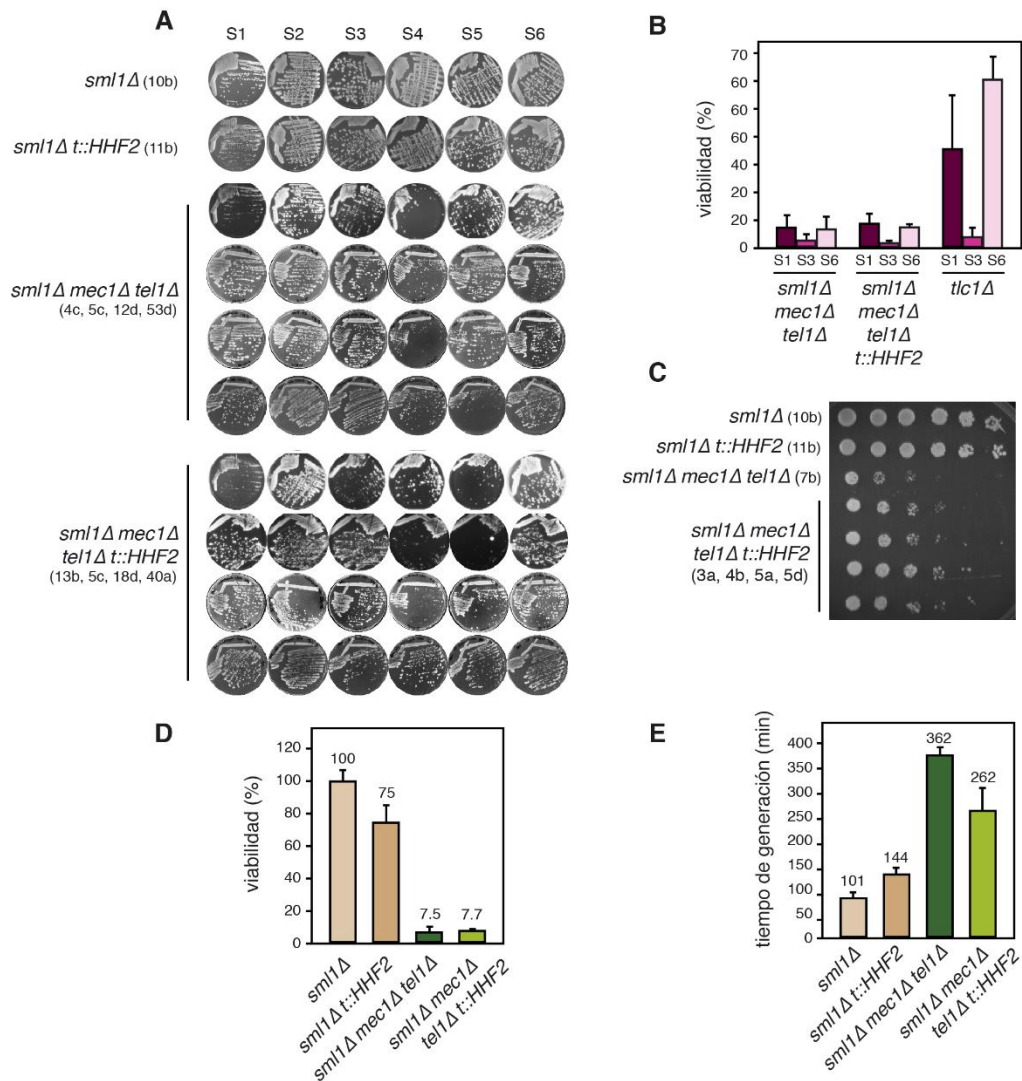 A
S1 S2 S3 S4 S5 S6
sml1Δ (10b)
sml1Δ t::HHF2 (11b)
sml1Δ mec1Δ tel1Δ
(4c, 5c, 12d, 53d)
sml1Δ mec1Δ
tel1Δ t::HHF2
(13b, 5c, 18d, 40a)
B
viabilidad (%)
70
60
60
40
20
0
S1 S3 S6 S1 S3 S6 S1 S3 S6
sml1Δ
mec1Δ
tel1Δ
sml1Δ
mec1Δ
tel1Δ
t::HHF2
tlc1Δ
C
sml1Δ (10b)
sml1Δ t::HHF2 (11b)
sml1Δ mec1Δ tel1Δ (7b)
sml1Δ mec1Δ
tel1Δ t::HHF2
(3a, 4b, 5a, 5d)
D
viabilidad (%)
120
100
80
60
40
20
0
100
75
7.5
7.7
sml1Δ
sml1Δ t::HHF2
sml1Δ mec1Δ tel1Δ
sml1Δ mec1Δ
tel1Δ t::HHF2
E
tiempo de generación (min)
350
250
200
100
50
0
101
144
362
262
sml1Δ
sml1Δ t::HHF2
sml1Δ mec1Δ tel1Δ
sml1Δ mec1Δ
tel1Δ t::HHF2